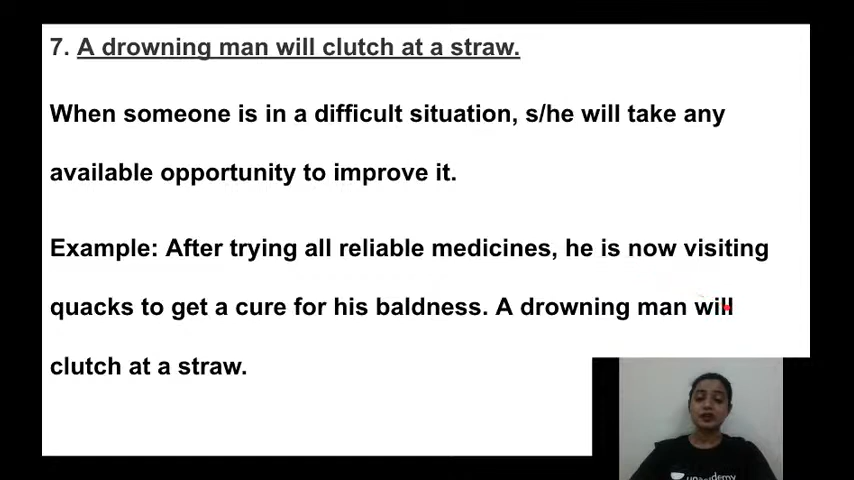 7. A drowning man will clutch at a straw.
When someone is in a difficult situation, s/he will take any
available opportunity to improve it.
Example: After trying all reliable medicines, he is now visiting
quacks to get a cure for his baldness. A drowning man will
clutch at a straw.
unacademy